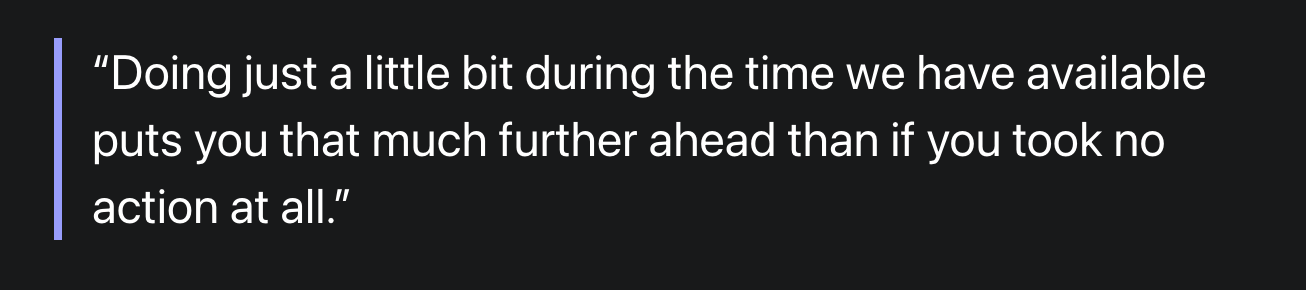 “Doing just a little bit during the time we have available
puts you that much further ahead than if you took no
action at all.”